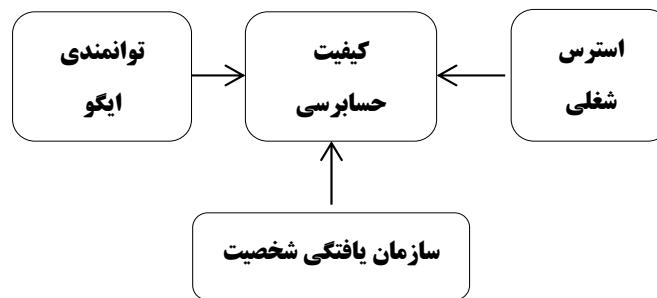 استرس
شغلی
کیفیت
حسابرسی
توانمندی
ایگو
سازمان یافتگی شخصیت